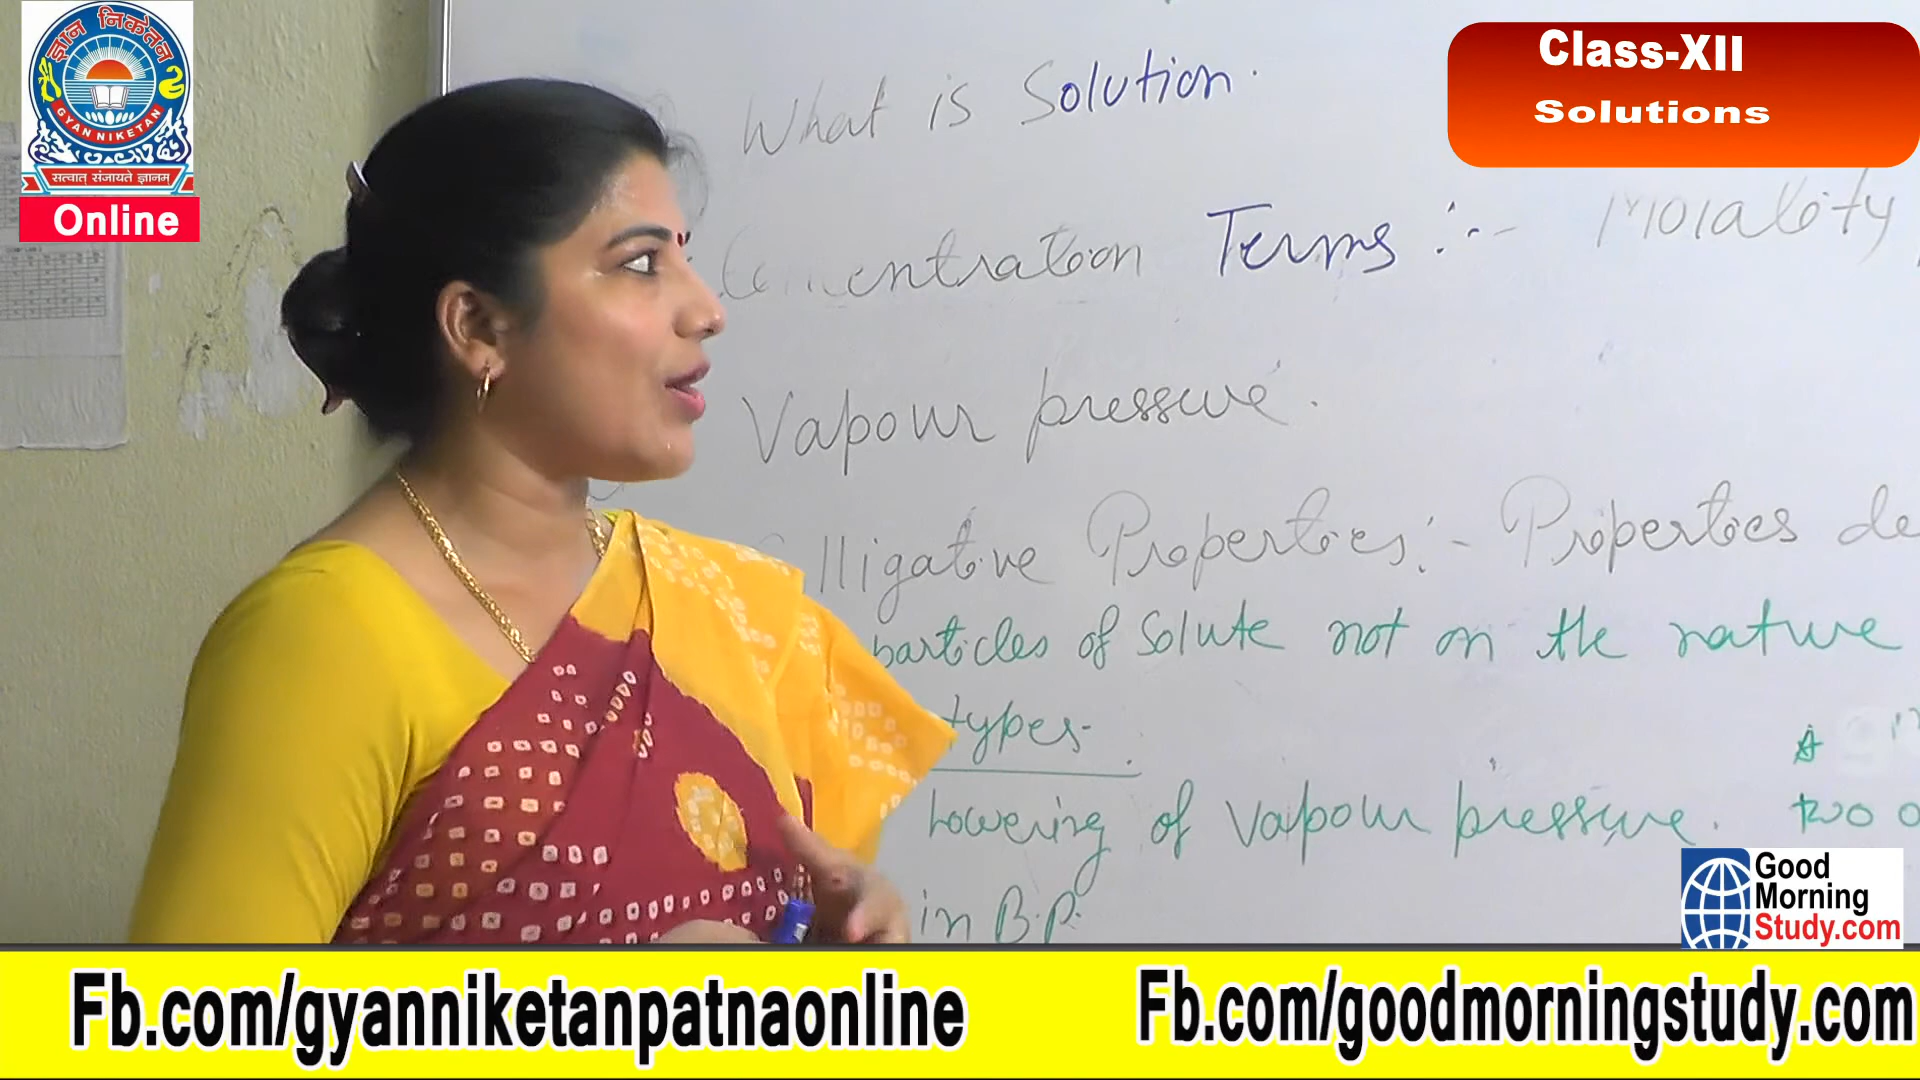 ज्ञान निकेतन
GYAN NIKETAN
सत्वात् संजायते ज्ञानम्
Online
Class-XII
Solutions
What is Solution.
Terms :-- Molality
Vapour pressure.
lligative Properties :- Properties de
particles of Solute not on the nature
types-
Lowering of vapour pressure.
in B.P.
Good
Morning
Study.com
Fb.com/gyanniketanpatnaonline
Fb.com/goodmorningstudy.com